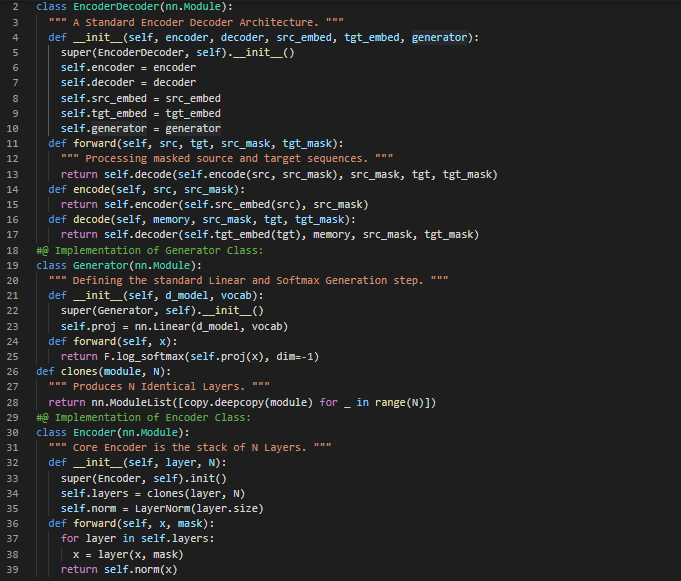 2 class EncoderDecoder(nn.Module):
3   """ A Standard Encoder Decoder Architecture. """
4   def __init__(self, encoder, decoder, src_embed, tgt_embed, generator):
5     super(EncoderDecoder, self).__init__()
6     self.encoder = encoder
7     self.decoder = decoder
8     self.src_embed = src_embed
9     self.tgt_embed = tgt_embed
10     self.generator = generator
11   def forward(self, src, tgt, src_mask, tgt_mask):
12     """ Processing masked source and target sequences. """
13     return self.decode(self.encode(src, src_mask), src_mask, tgt, tgt_mask)
14   def encode(self, src, src_mask):
15     return self.encoder(self.src_embed(src), src_mask)
16   def decode(self, memory, src_mask, tgt, tgt_mask):
17     return self.decoder(self.tgt_embed(tgt), memory, src_mask, tgt_mask)
18 #@ Implementation of Generator Class:
19 class Generator(nn.Module):
20   """ Defining the standard Linear and Softmax Generation step. """
21   def __init__(self, d_model, vocab):
22     super(Generator, self).__init__()
23     self.proj = nn.Linear(d_model, vocab)
24   def forward(self, x):
25     return F.log_softmax(self.proj(x), dim=-1)
26 def clones(module, N):
27   """ Produces N Identical Layers. """
28   return nn.ModuleList([copy.deepcopy(module) for _ in range(N)])
29 #@ Implementation of Encoder Class:
30 class Encoder(nn.Module):
31   """ Core Encoder is the stack of N Layers. """
32   def __init__(self, layer, N):
33     super(Encoder, self).init()
34     self.layers = clones(layer, N)
35     self.norm = LayerNorm(layer.size)
36   def forward(self, x, mask):
37     for layer in self.layers:
38       x = layer(x, mask)
39     return self.norm(x)